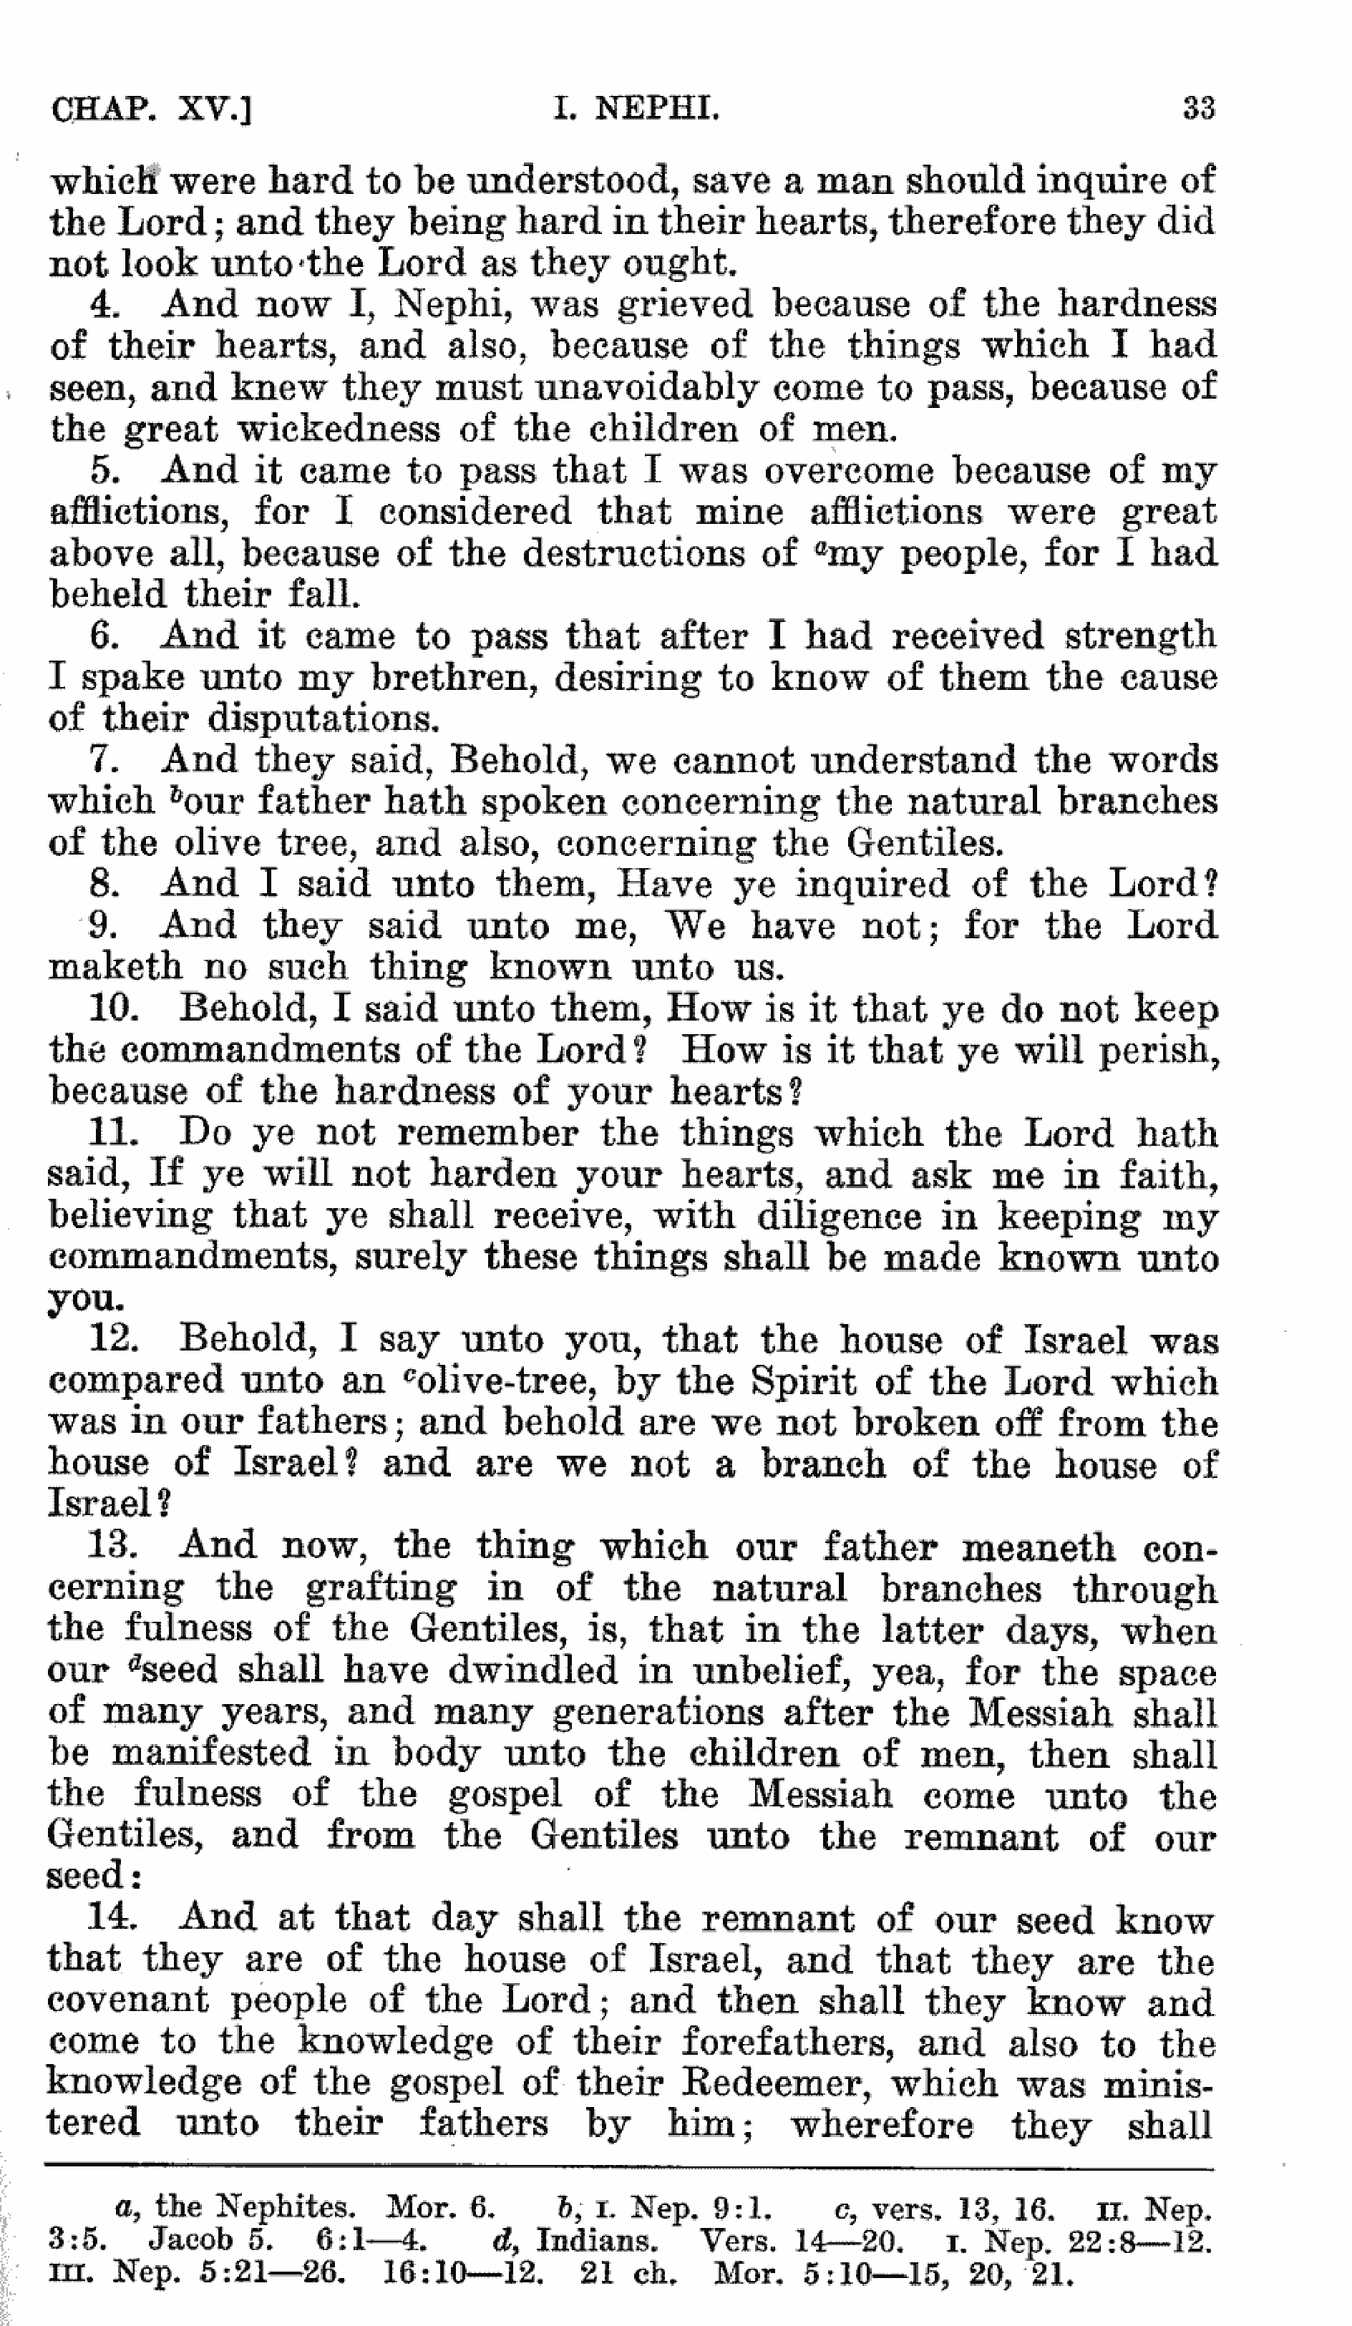 CHAP. XV.] I. NEPHI. 33
which were hard to be understood, save a man should inquire of
the Lord; and they being hard in their hearts, therefore they did
not look unto the Lord as they ought.
4. And now I, Nephi, was grieved because of the hardness
of their hearts, and also, because of the things which I had
seen, and knew they must unavoidably come to pass, because of
the great wickedness of the children of men.
5. And it came to pass that I was overcome because of my
afflictions, for I considered that mine afflictions were great
above all, because of the destructions of ᵃmy people, for I had
beheld their fall.
6. And it came to pass that after I had received strength
I spake unto my brethren, desiring to know of them the cause
of their disputations.
7. And they said, Behold, we cannot understand the words
which ᵇour father hath spoken concerning the natural branches
of the olive tree, and also, concerning the Gentiles.
8. And I said unto them, Have ye inquired of the Lord?
9. And they said unto me, We have not; for the Lord
maketh no such thing known unto us.
10. Behold, I said unto them, How is it that ye do not keep
the commandments of the Lord? How is it that ye will perish,
because of the hardness of your hearts?
11. Do ye not remember the things which the Lord hath
said, If ye will not harden your hearts, and ask me in faith,
believing that ye shall receive, with diligence in keeping my
commandments, surely these things shall be made known unto
you.
12. Behold, I say unto you, that the house of Israel was
compared unto an ᶜolive-tree, by the Spirit of the Lord which
was in our fathers; and behold are we not broken off from the
house of Israel? and are we not a branch of the house of
Israel?
13. And now, the thing which our father meaneth con-
cerning the grafting in of the natural branches through
the fulness of the Gentiles, is, that in the latter days, when
our ᵈseed shall have dwindled in unbelief, yea, for the space
of many years, and many generations after the Messiah shall
be manifested in body unto the children of men, then shall
the fulness of the gospel of the Messiah come unto the
Gentiles, and from the Gentiles unto the remnant of our
seed:
14. And at that day shall the remnant of our seed know
that they are of the house of Israel, and that they are the
covenant people of the Lord; and then shall they know and
come to the knowledge of their forefathers, and also to the
knowledge of the gospel of their Redeemer, which was minis-
tered unto their fathers by him; wherefore they shall
a, the Nephites. Mor. 6. b, I. Nep. 9:1. c, vers. 13, 16. II. Nep.
3:5. Jacob 5. 6:1—4. d, Indians. Vers. 14—20. I. Nep. 22:8—12.
III. Nep. 5:21—26. 16:10—12. 21 ch. Mor. 5:10—15, 20, 21.